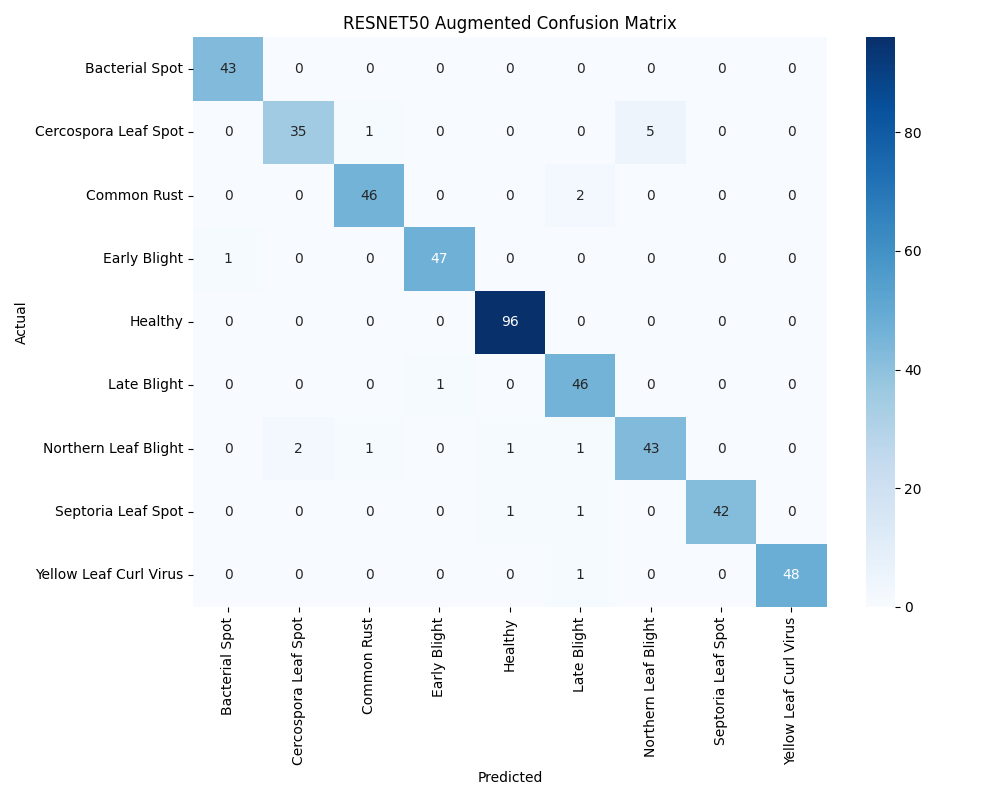 RESNET50 Augmented Confusion Matrix
Actual
Bacterial Spot 43 0 0 0 0 0 0 0 0
Cercospora Leaf Spot 0 35 1 0 0 0 5 0 0
Common Rust 0 0 46 0 0 2 0 0 0
Early Blight 1 0 0 47 0 0 0 0 0
Healthy 0 0 0 0 96 0 0 0 0
Late Blight 0 0 0 1 0 46 0 0 0
Northern Leaf Blight 0 2 1 0 1 1 43 0 0
Septoria Leaf Spot 0 0 0 0 1 1 0 42 0
Yellow Leaf Curl Virus 0 0 0 0 0 1 0 0 48
Bacterial Spot
Cercospora Leaf Spot
Common Rust
Early Blight
Healthy
Late Blight
Northern Leaf Blight
Septoria Leaf Spot
Yellow Leaf Curl Virus
Predicted
80
60
40
20
0